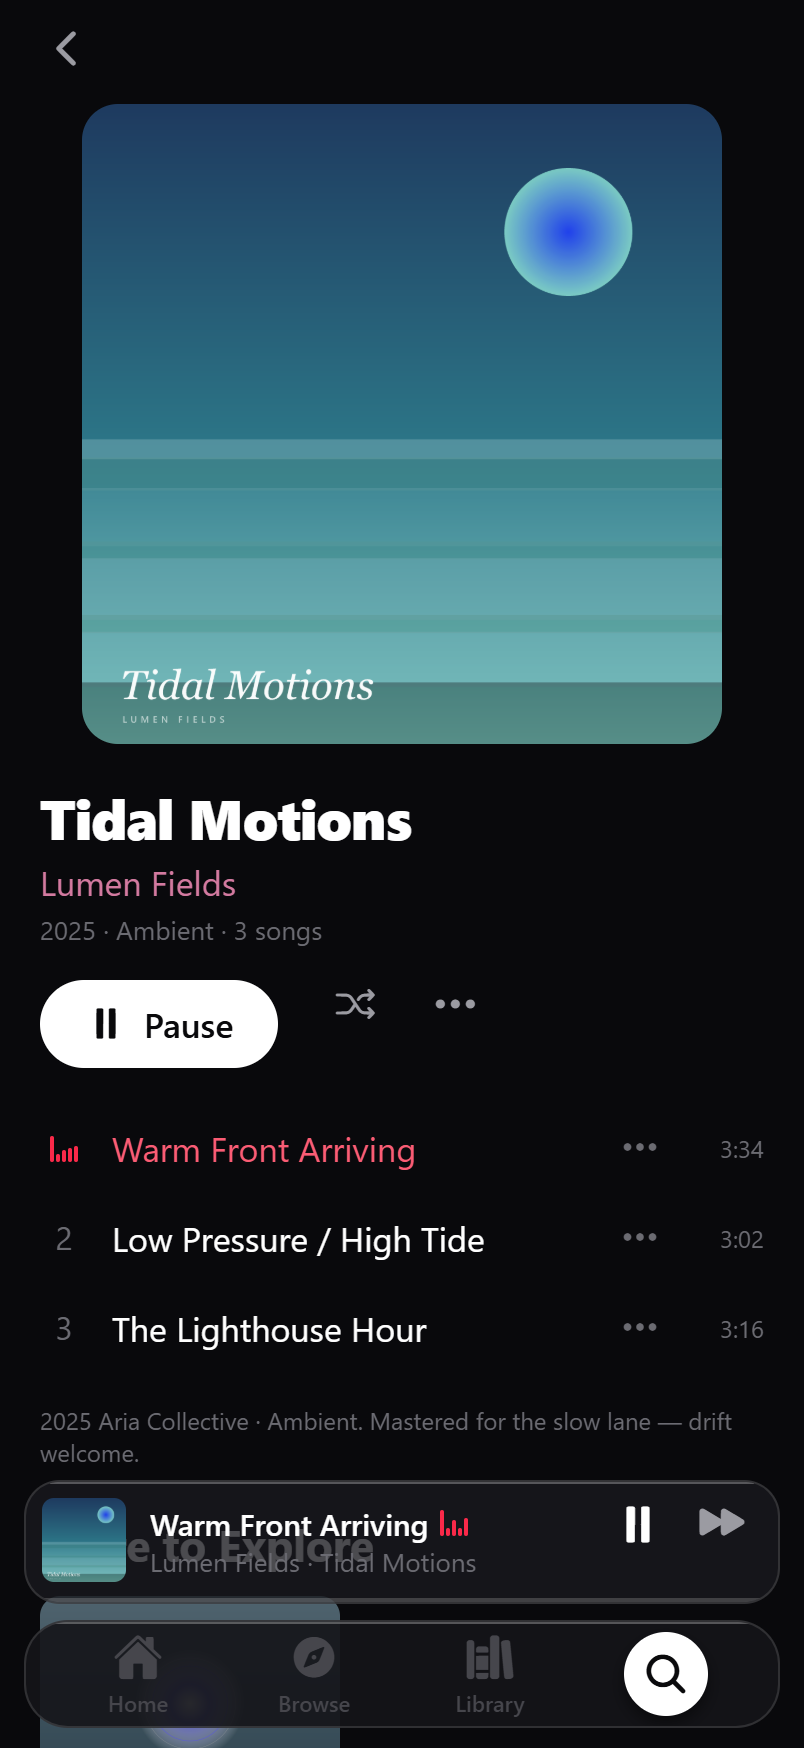 Tidal Motions
LUMEN FIELDS
Tidal Motions
Lumen Fields
2025 · Ambient · 3 songs
Pause
Warm Front Arriving
3:34
2
Low Pressure / High Tide
3:02
3
The Lighthouse Hour
3:16
2025 Aria Collective · Ambient. Mastered for the slow lane — drift
welcome.
Warm Front Arriving
e to Explore
Lumen Fields · Tidal Motions
Home
Browse
Library